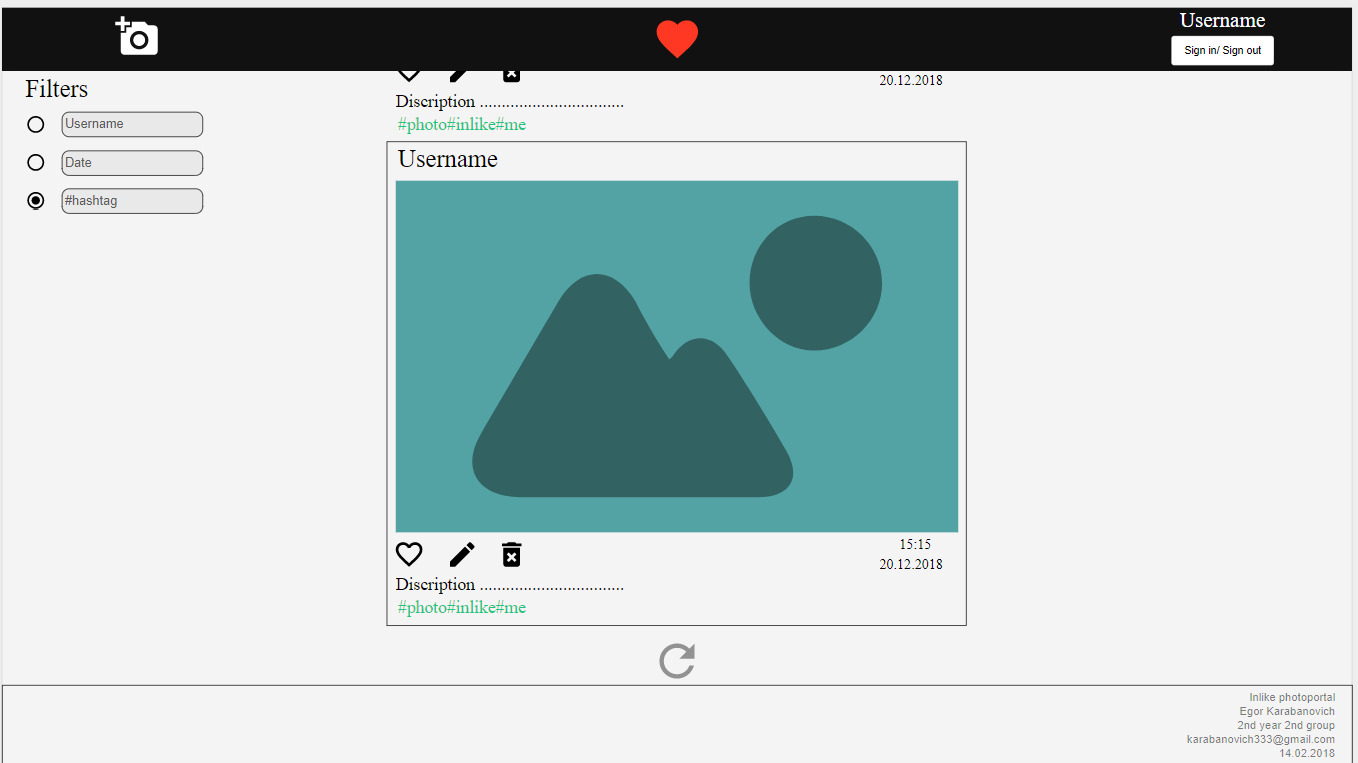 Username
Sign in/ Sign out
Filters
Username
Date
#hashtag
20.12.2018
Discription ................................
#photo#inlike#me
Username
15:15
20.12.2018
Discription ................................
#photo#inlike#me
Inlike photoportal
Egor Karabanovich
2nd year 2nd group
karabanovich333@gmail.com
14.02.2018